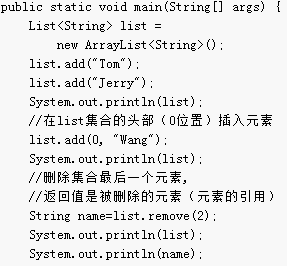 public static void main(String[] args) {
List<String> list =
new ArrayList<String>();
list.add("Tom");
list.add("Jerry");
System.out.println(list);
//在list集合的头部（0位置）插入元素
list.add(0, "Wang");
System.out.println(list);
//删除集合最后一个元素,
//返回值是被删除的元素（元素的引用）
String name=list.remove(2);
System.out.println(list);
System.out.println(name);